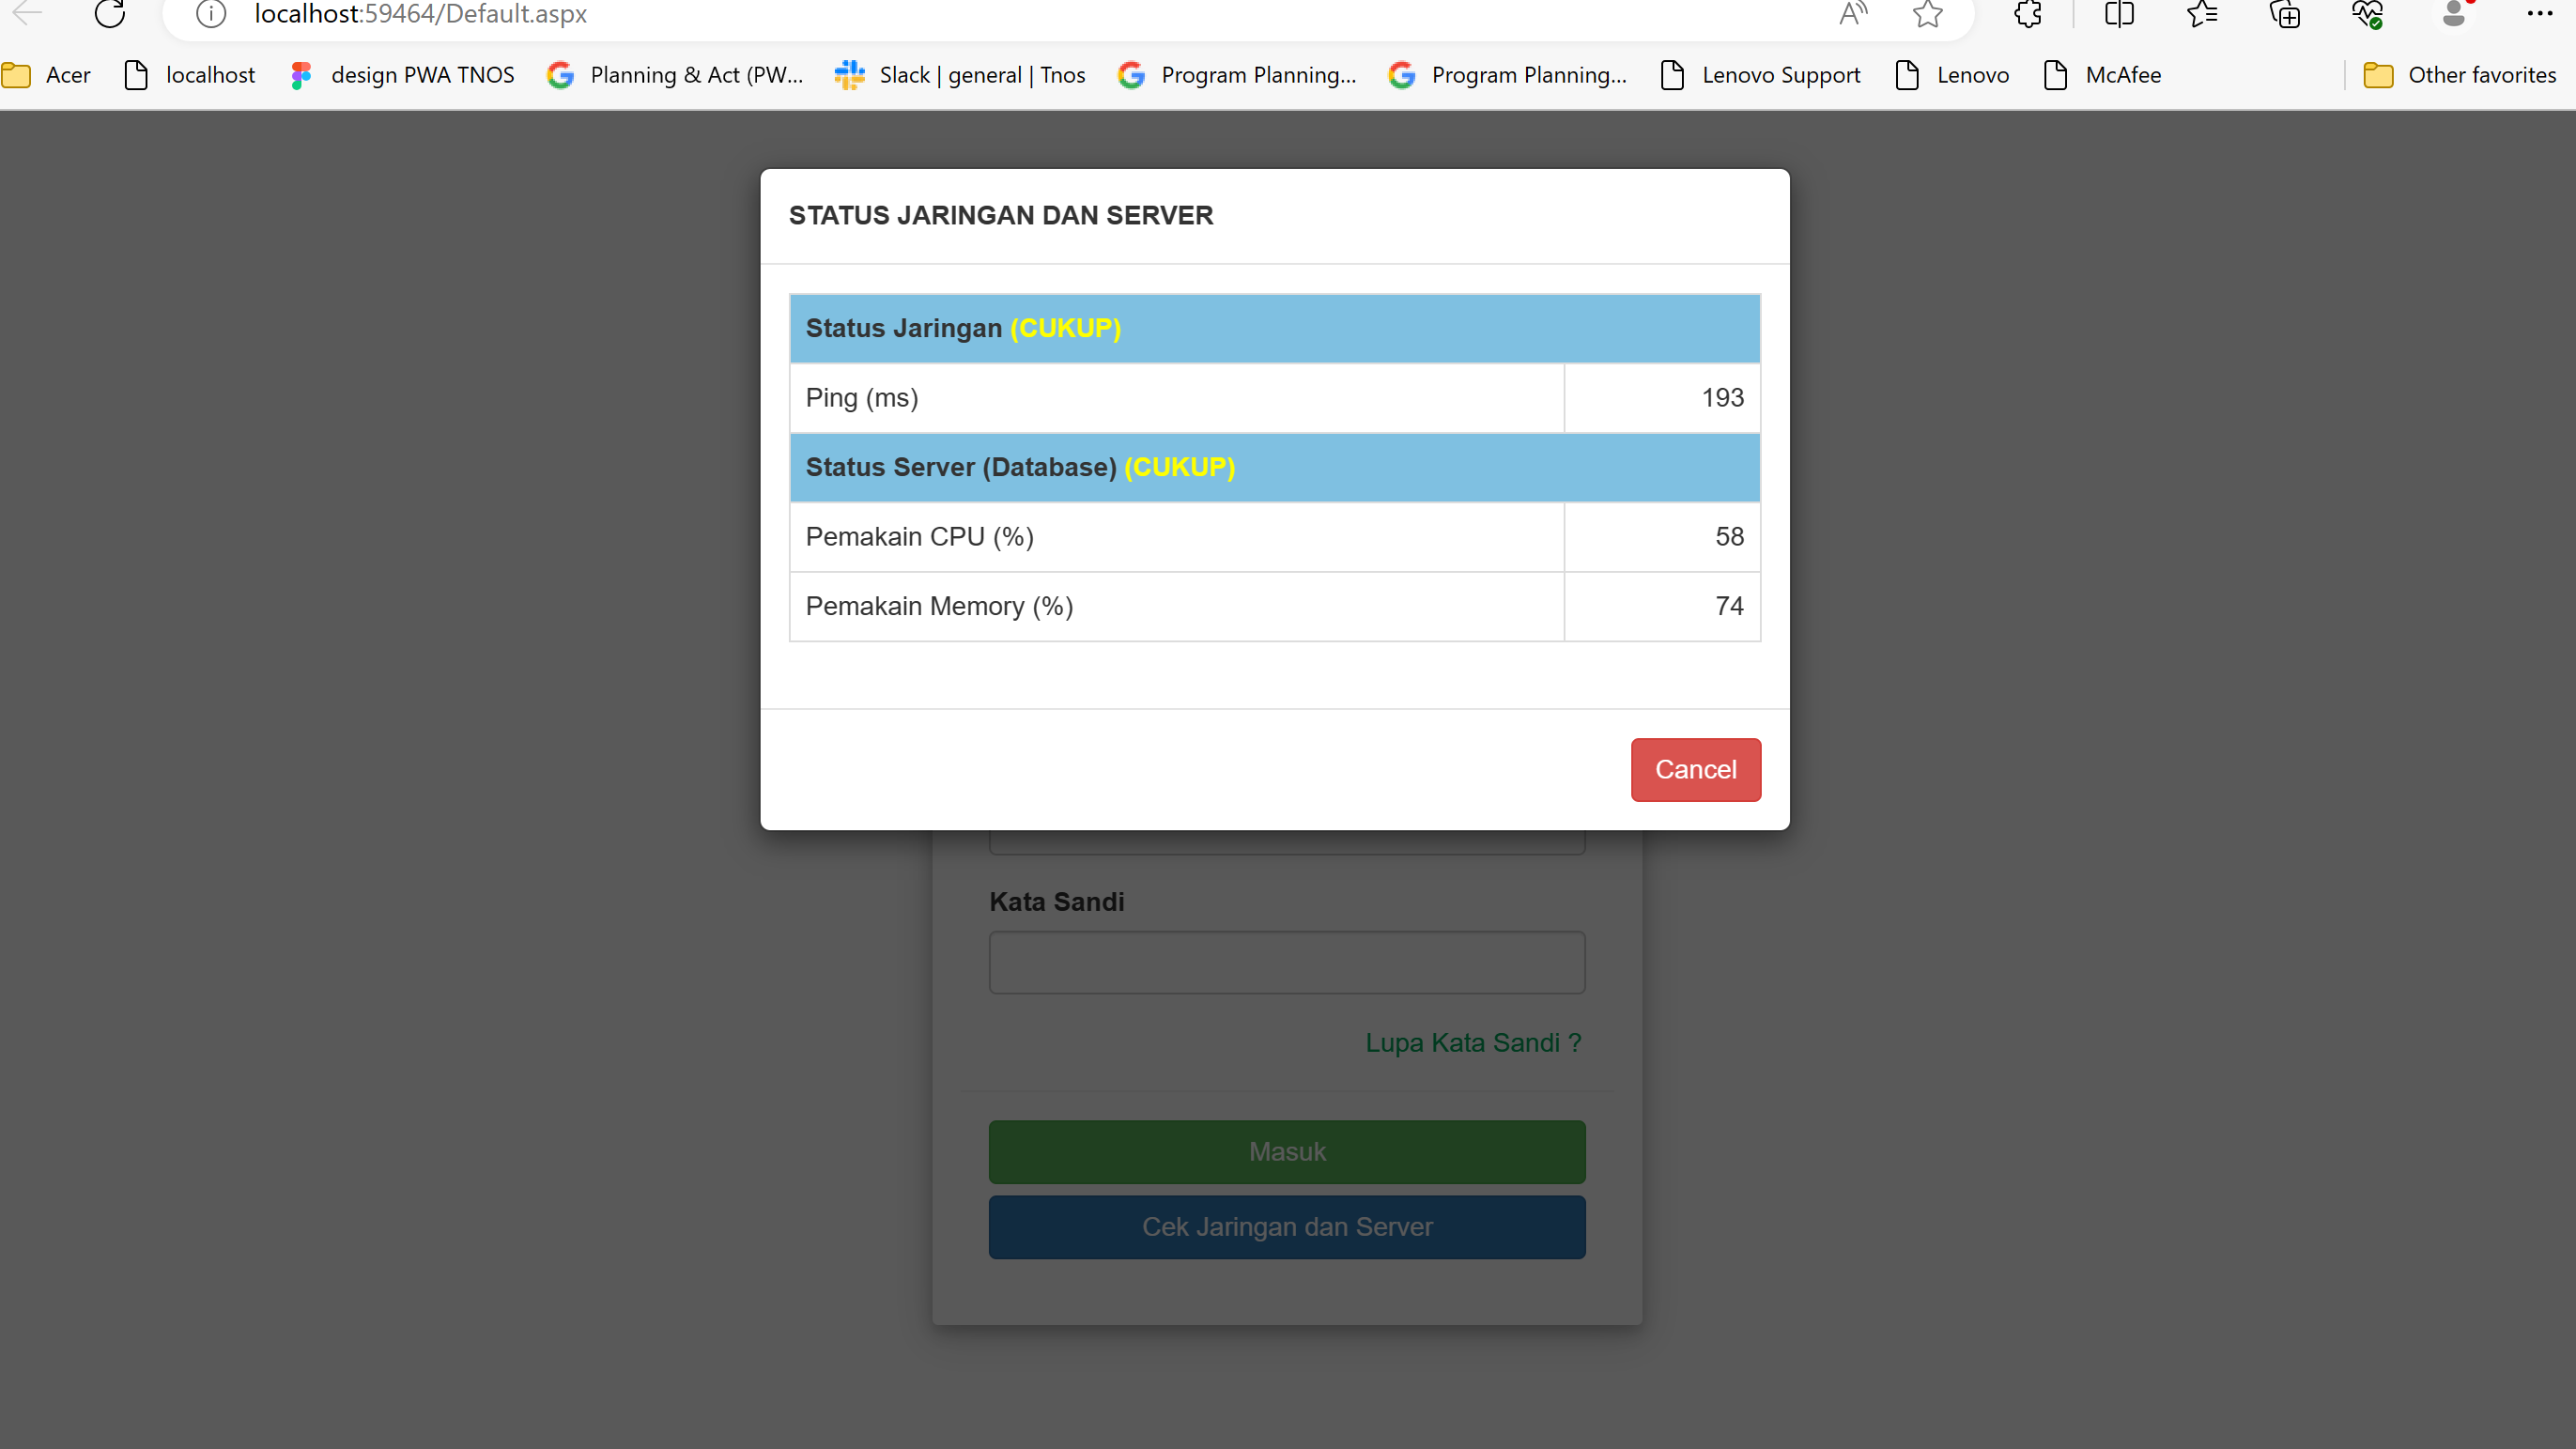 localhost:59464/Default.aspx
Acer localhost design PWA TNOS Planning & Act (PW... Slack | general | Tnos Program Planning... Program Planning... Lenovo Support Lenovo McAfee Other favorites
STATUS JARINGAN DAN SERVER
Status Jaringan (CUKUP)
Ping (ms) 193
Status Server (Database) (CUKUP)
Pemakain CPU (%) 58
Pemakain Memory (%) 74
Cancel
Kata Sandi
Lupa Kata Sandi ?
Masuk
Cek Jaringan dan Server